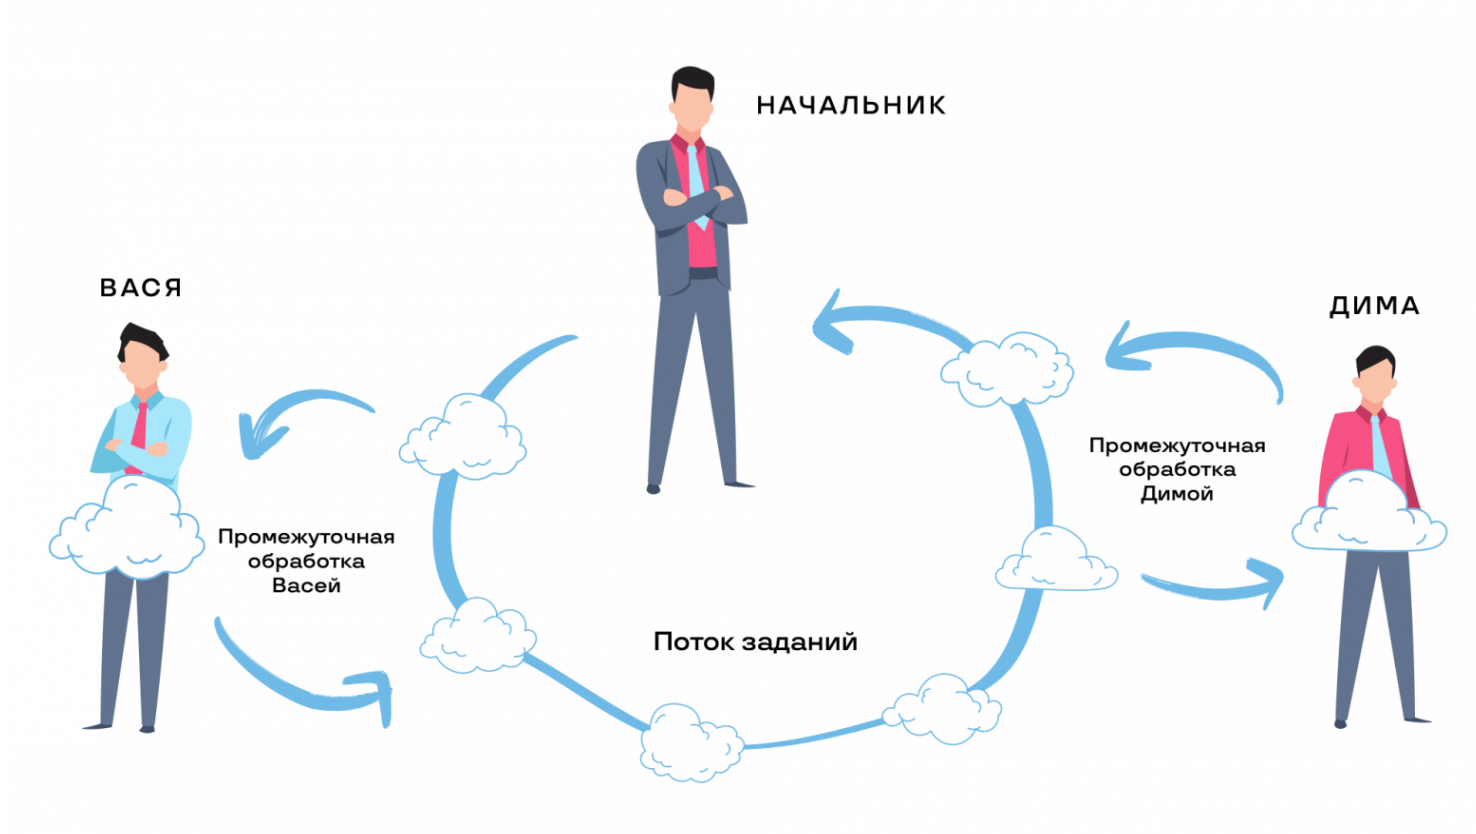 НАЧАЛЬНИК
ВАСЯ
ДИМА
Промежуточная
обработка
Димой
Промежуточная
обработка
Васей
Поток заданий